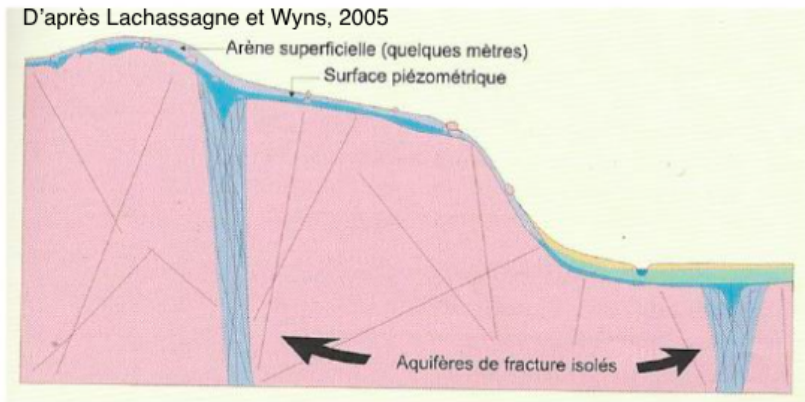 D'après Lachassagne et Wyns, 2005
Arène superficielle (quelques mètres)
Surface piézométrique
Aquifères de fracture isolés